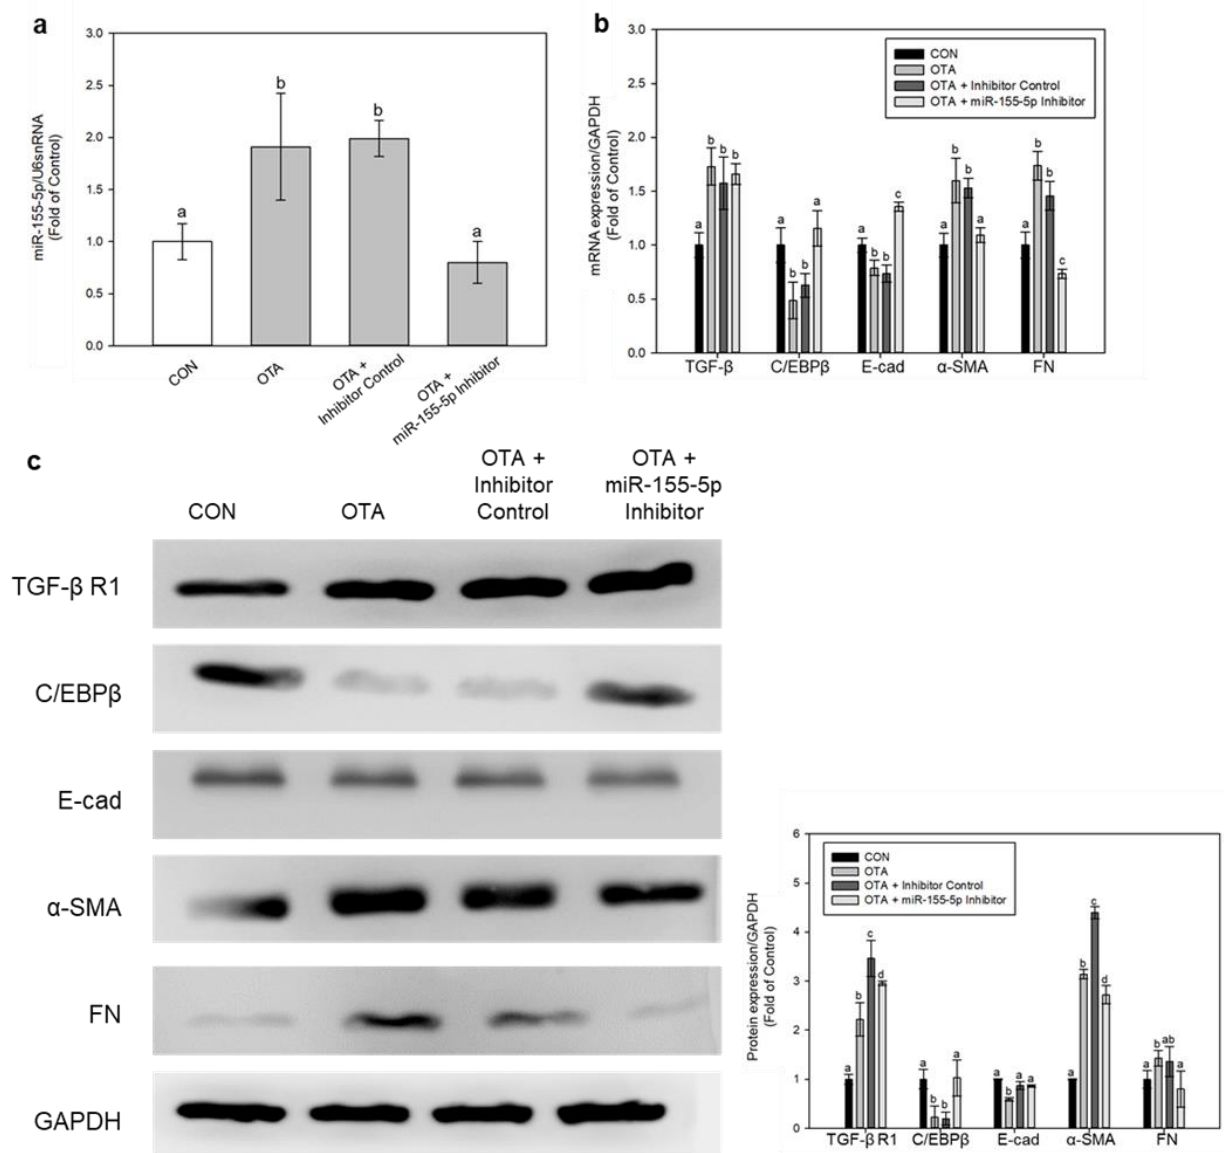 a
3.0
2.5
2.0
1.5
1.0
0.5
0.0
miR-155-5p/U6snRNA
(Fold of Control)
a
b
b
a
CON
OTA
OTA +
Inhibitor Control
OTA +
miR-155-5p Inhibitor
b
3.0
2.5
2.0
1.5
1.0
0.5
0.0
mRNA expression/GAPDH
(Fold of Control)
CON
OTA
OTA + Inhibitor Control
OTA + miR-155-5p Inhibitor
a b b b
a b b a
a b b c
a b b a
a b b c
TGF-β C/EBPβ E-cad α-SMA FN
c
CON
OTA
OTA +
Inhibitor
Control
OTA +
miR-155-5p
Inhibitor
TGF-β R1
C/EBPβ
E-cad
α-SMA
FN
GAPDH
6
5
4
3
2
1
0
Protein expression/GAPDH
(Fold of Control)
CON
OTA
OTA + Inhibitor Control
OTA + miR-155-5p Inhibitor
a b c d
a b b a
a b a a
a b c d
a b ab a
TGF-β R1 C/EBPβ E-cad α-SMA FN